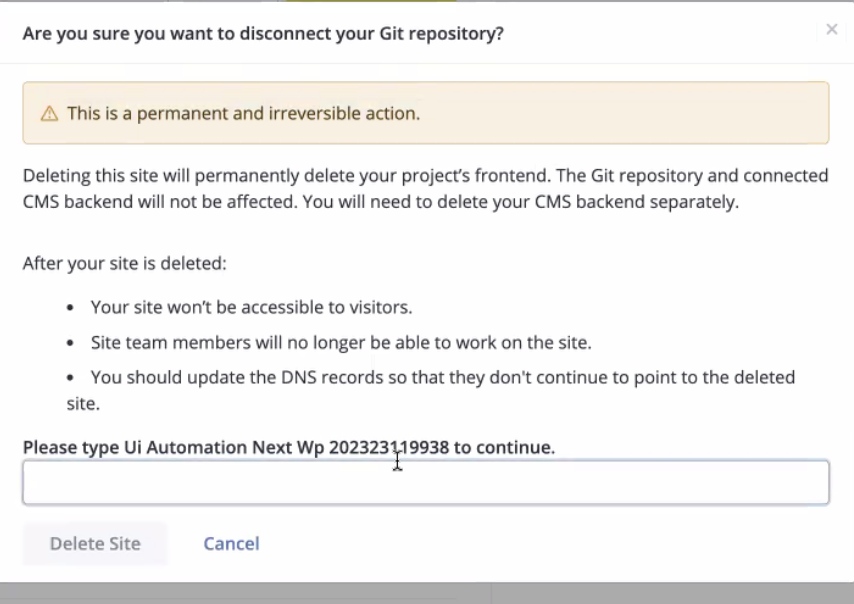 Are you sure you want to disconnect your Git repository?
×
This is a permanent and irreversible action.
Deleting this site will permanently delete your project's frontend. The Git repository and connected
CMS backend will not be affected. You will need to delete your CMS backend separately.
After your site is deleted:
• Your site won't be accessible to visitors.
• Site team members will no longer be able to work on the site.
• You should update the DNS records so that they don't continue to point to the deleted
site.
Please type Ui Automation Next Wp 202323119938 to continue.
Delete Site Cancel